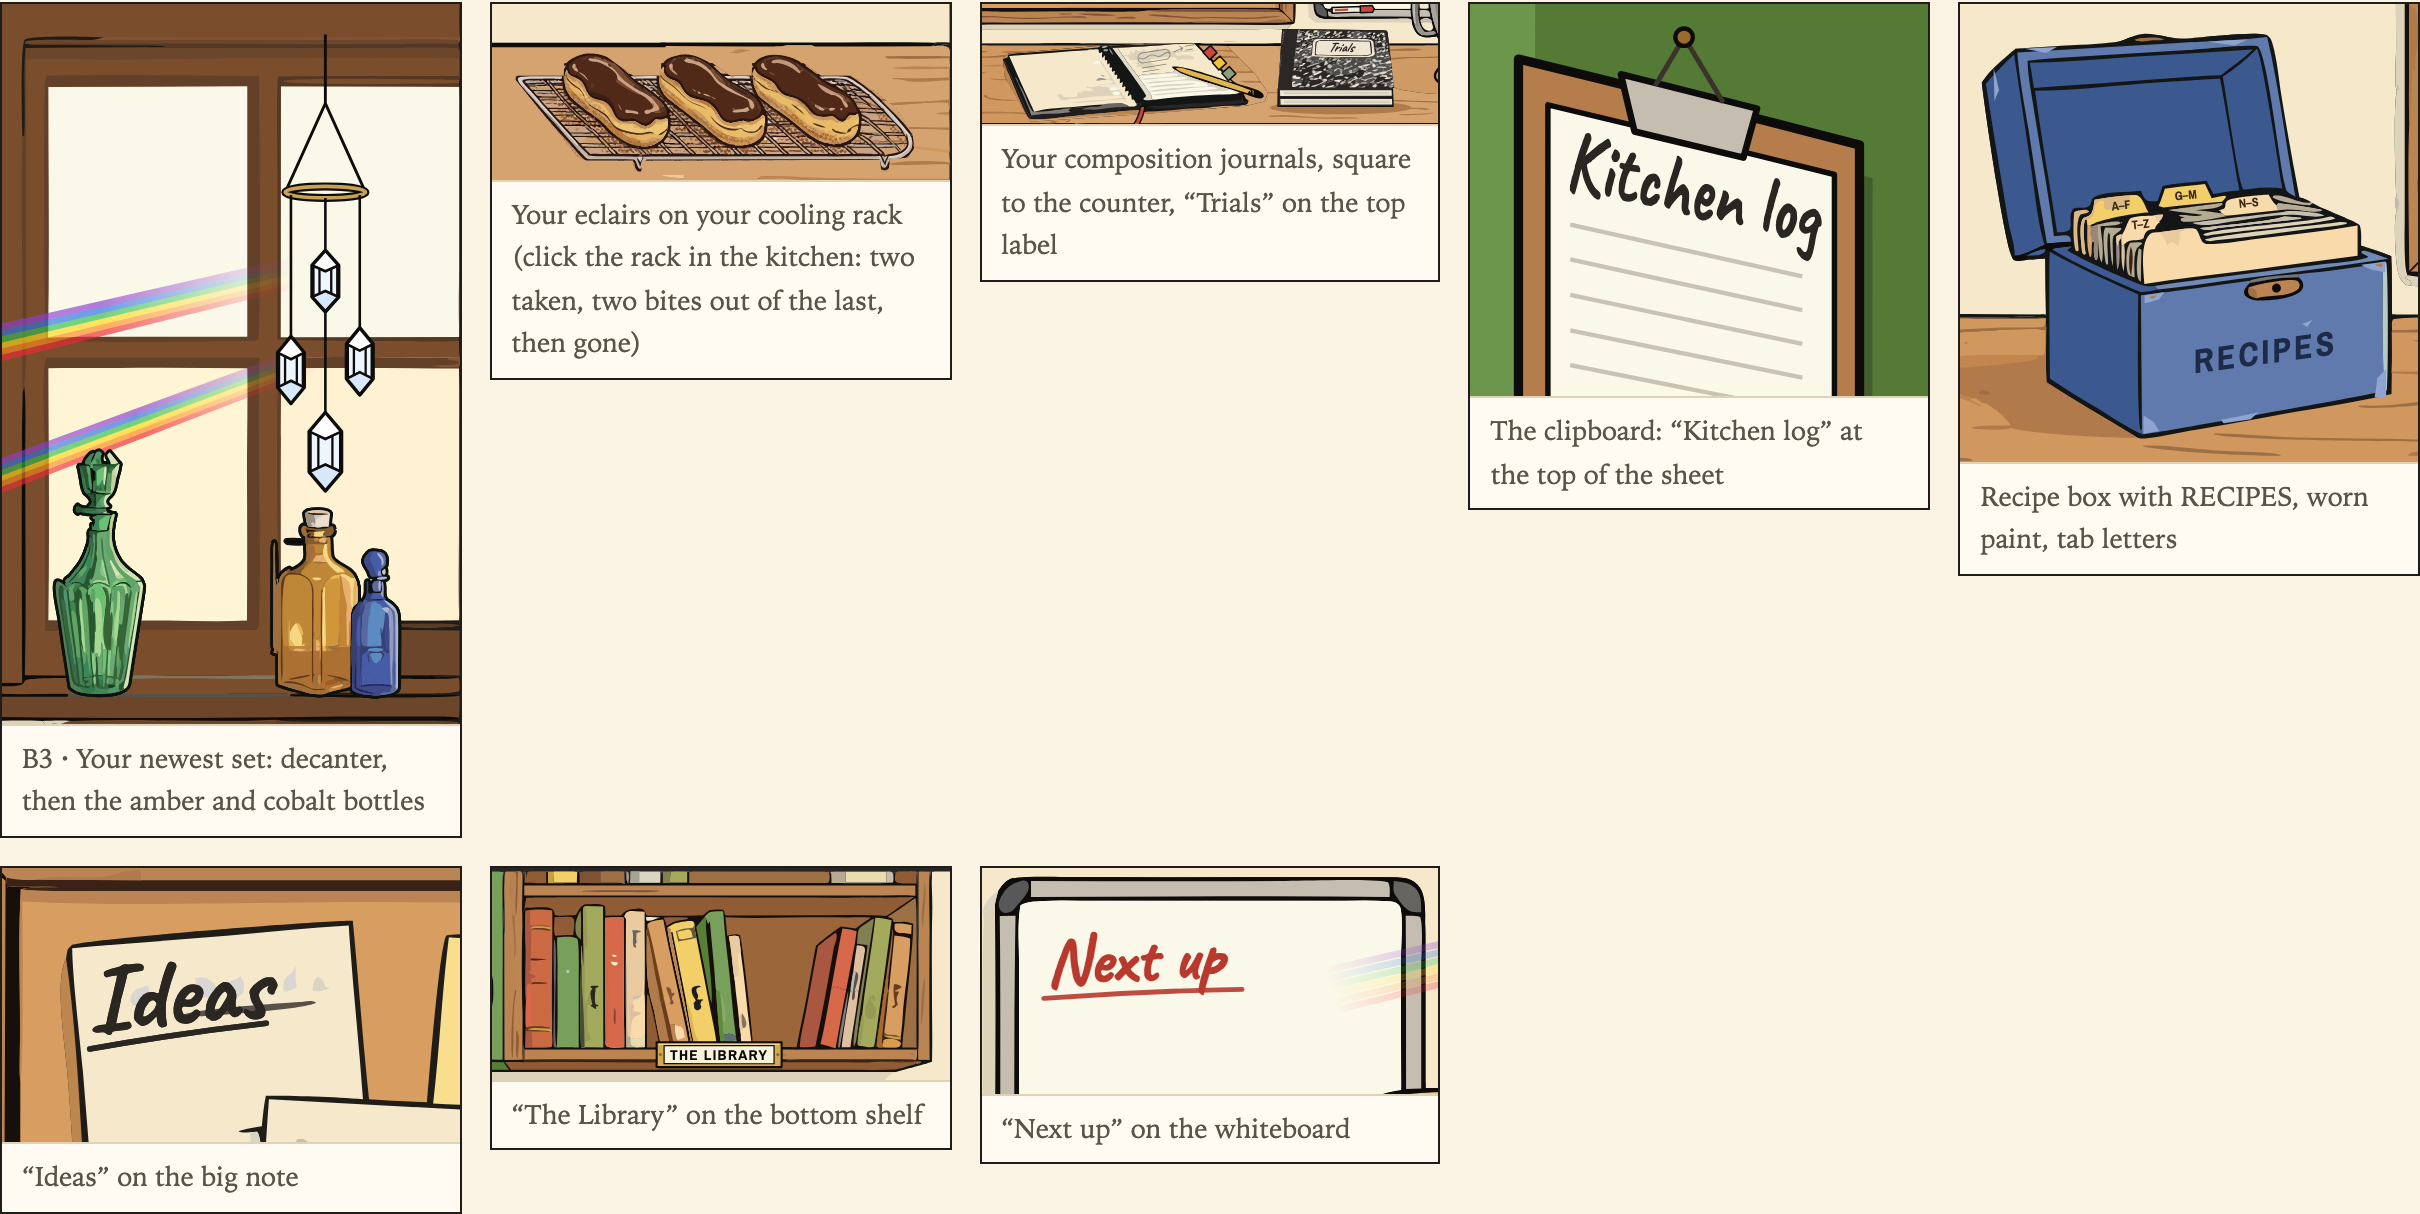 B3 · Your newest set: decanter,
then the amber and cobalt bottles
Your eclairs on your cooling rack
(click the rack in the kitchen: two
taken, two bites out of the last,
then gone)
Trials
Your composition journals, square
to the counter, “Trials” on the top
label
Kitchen log
The clipboard: “Kitchen log” at
the top of the sheet
A–F
G–M
T–Z
N–S
RECIPES
Recipe box with RECIPES, worn
paint, tab letters
Ideas
“Ideas” on the big note
THE LIBRARY
“The Library” on the bottom shelf
Next up
“Next up” on the whiteboard